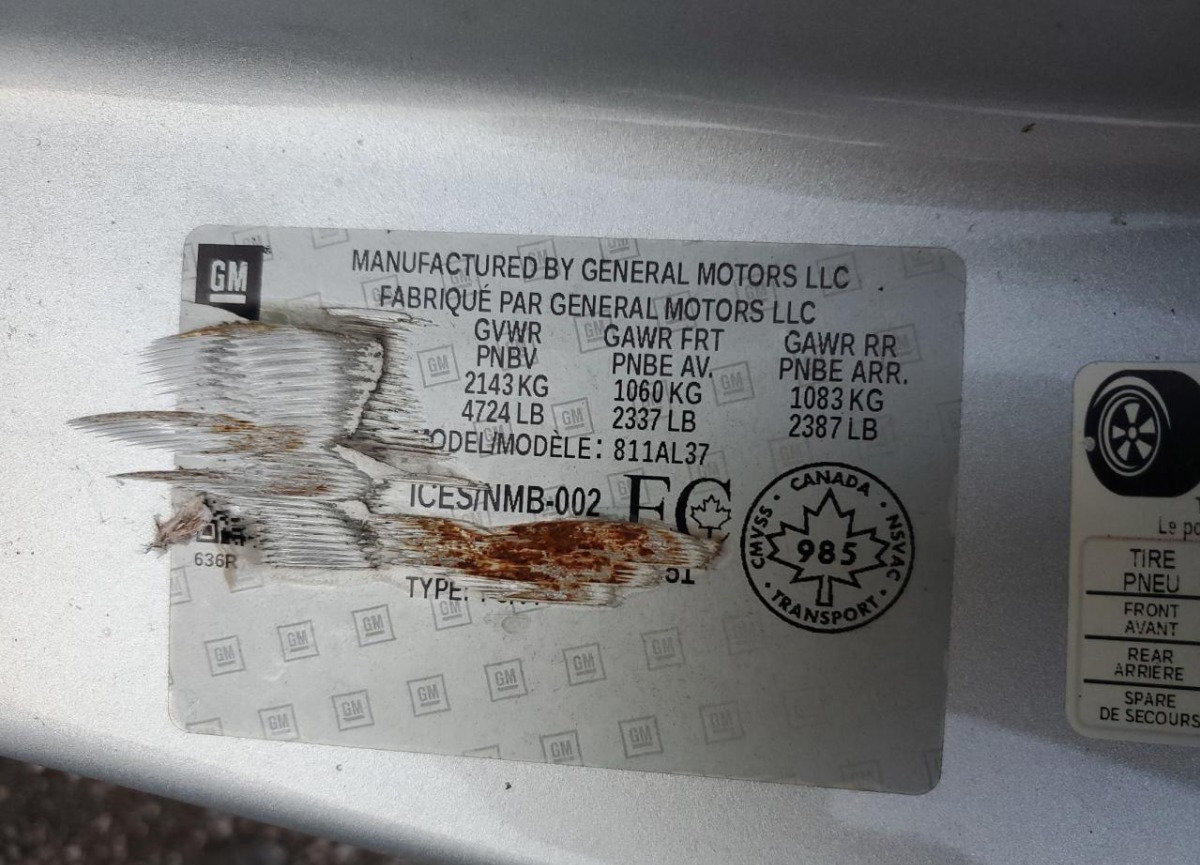 GM
MANUFACTURED BY GENERAL MOTORS LLC
FABRIQUÉ PAR GENERAL MOTORS LLC
GVWR GAWR FRT GAWR RR
PNBV PNBE AV. PNBE ARR.
2143 KG 1060 KG 1083 KG
4724 LB 2337 LB 2387 LB
ODEL/MODÈLE: 811AL37
ICES/NMB-002
636R
TYPE:
CANADA
CMVSS
NSVAC
985
TRANSPORT
Le
TIRE
PNEU
FRONT
AVANT
REAR
ARRIERE
SPARE
DE SECOURS